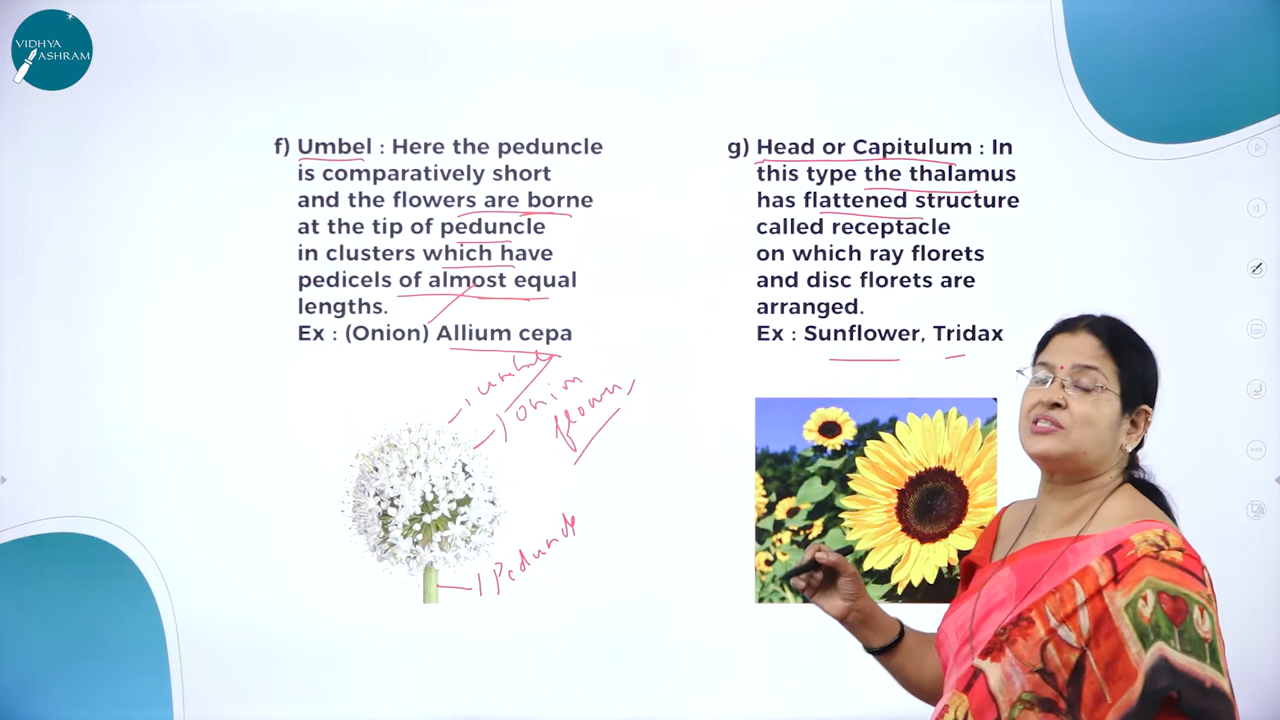 VIDHYA
ASHRAM
f) Umbel : Here the peduncle
is comparatively short
and the flowers are borne
at the tip of peduncle
in clusters which have
pedicels of almost equal
lengths.
Ex : (Onion) Allium cepa
umbel
onion
flower
Peduncle
g) Head or Capitulum : In
this type the thalamus
has flattened structure
called receptacle
on which ray florets
and disc florets are
arranged.
Ex : Sunflower, Tridax